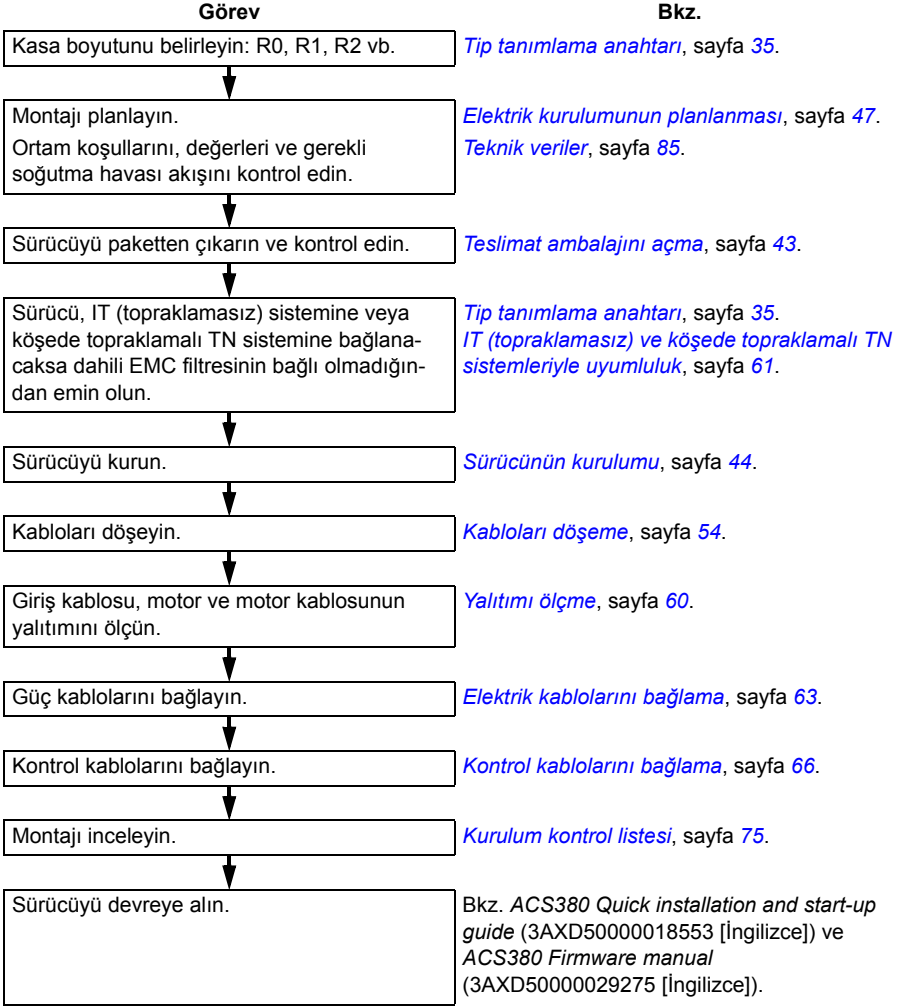 Görev
Bkz.
Kasa boyutunu belirleyin: R0, R1, R2 vb.
Tip tanımlama anahtarı, sayfa 35.
Montajı planlayın.
Ortam koşullarını, değerleri ve gerekli
soğutma havası akışını kontrol edin.
Elektrik kurulumunun planlanması, sayfa 47.
Teknik veriler, sayfa 85.
Sürücüyü paketten çıkarın ve kontrol edin.
Teslimat ambalajını açma, sayfa 43.
Sürücü, IT (topraklamasız) sistemine veya
köşede topraklamalı TN sistemine bağlana-
caksa dahili EMC filtresinin bağlı olmadığın-
dan emin olun.
Tip tanımlama anahtarı, sayfa 35.
IT (topraklamasız) ve köşede topraklamalı TN
sistemleriyle uyumluluk, sayfa 61.
Sürücüyü kurun.
Sürücünün kurulumu, sayfa 44.
Kabloları döşeyin.
Kabloları döşeme, sayfa 54.
Giriş kablosu, motor ve motor kablosunun
yalıtımını ölçün.
Yalıtımı ölçme, sayfa 60.
Güç kablolarını bağlayın.
Elektrik kablolarını bağlama, sayfa 63.
Kontrol kablolarını bağlayın.
Kontrol kablolarını bağlama, sayfa 66.
Montajı inceleyin.
Kurulum kontrol listesi, sayfa 75.
Sürücüyü devreye alın.
Bkz. ACS380 Quick installation and start-up
guide (3AXD50000018553 [İngilizce]) ve
ACS380 Firmware manual
(3AXD50000029275 [İngilizce]).